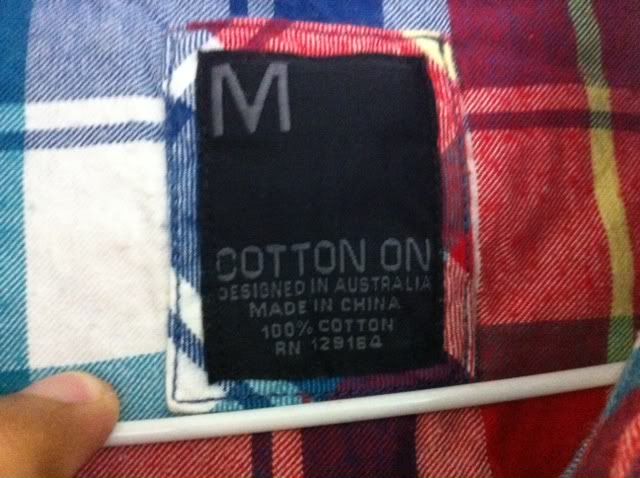 M
COTTON ON
DESIGNED IN AUSTRALIA
MADE IN CHINA
100% COTTON
RN 129164